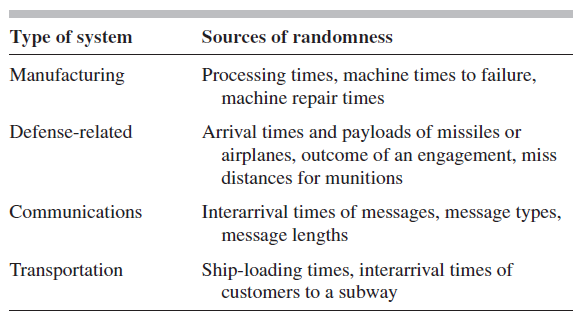 Type of system Sources of randomness
Manufacturing Processing times, machine times to failure,
machine repair times
Defense-related Arrival times and payloads of missiles or
airplanes, outcome of an engagement, miss
distances for munitions
Communications Interarrival times of messages, message types,
message lengths
Transportation Ship-loading times, interarrival times of
customers to a subway